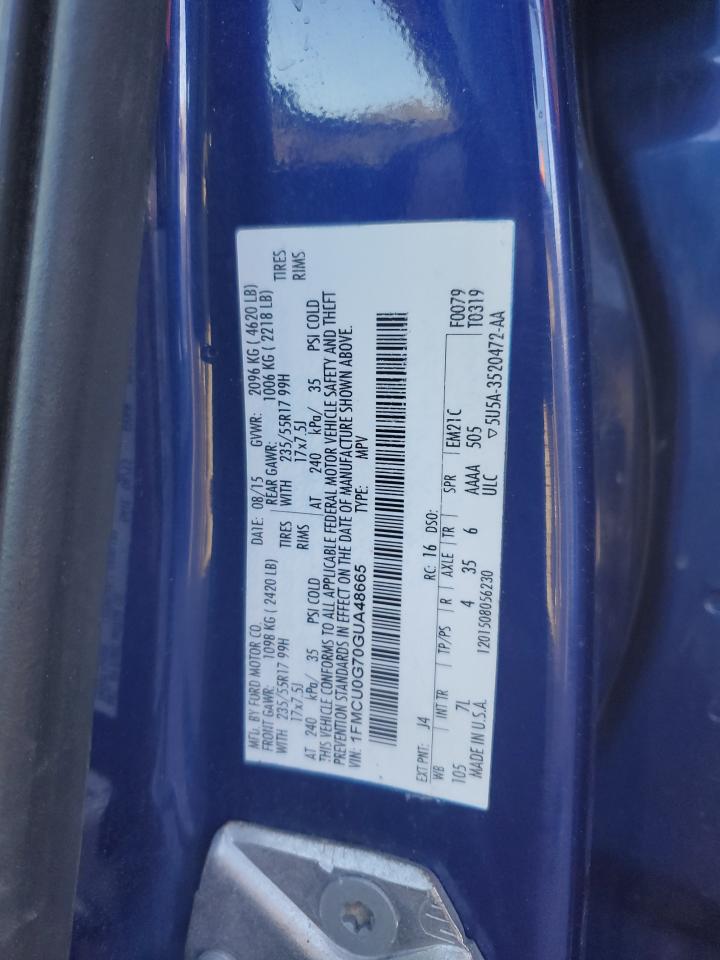 MFD. BY FORD MOTOR CO. DATE: 08/15 GVWR: 2096 KG ( 4620 LB)
FRONT GAWR: 1098 KG ( 2420 LB) REAR GAWR: 1006 KG ( 2218 LB)
WITH 235/55R17 99H TIRES WITH 235/55R17 99H TIRES
17x7.5J RIMS 17x7.5J RIMS
AT 240 kPa/ 35 PSI COLD AT 240 kPa/ 35 PSI COLD
THIS VEHICLE CONFORMS TO ALL APPLICABLE FEDERAL MOTOR VEHICLE SAFETY AND THEFT
PREVENTION STANDARDS IN EFFECT ON THE DATE OF MANUFACTURE SHOWN ABOVE.
VIN: 1FMCU0G70GUA48665 TYPE: MPV
EXT PNT: J4 RC: 16 DSO: F0079
WB INT TR TP/PS R AXLE TR SPR EM21C T0319
105 7L 4 35 6 AAAA 505
MADE IN U.S.A. 1201508056230 ULC ▽5U5A-3520472-AA